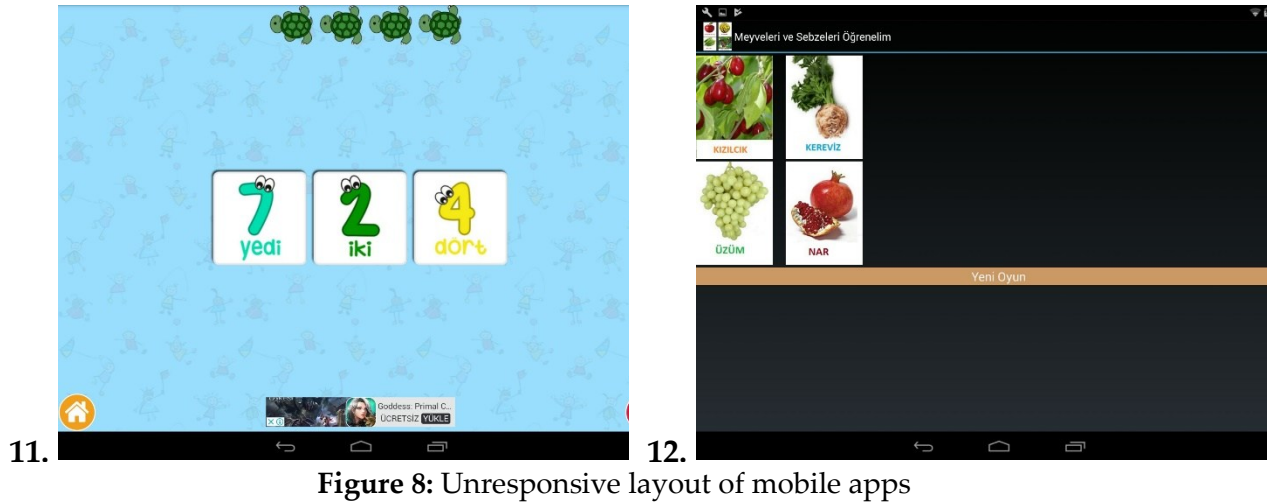 7 2 4
yedi iki dört
Goddess: Primal C...
ÜCRETSİZ YÜKLE
11.
Meyveleri ve Sebzeleri Öğrenelim
KIZILCIK KEREVİZ
ÜZÜM NAR
Yeni Oyun
12.
Figure 8: Unresponsive layout of mobile apps